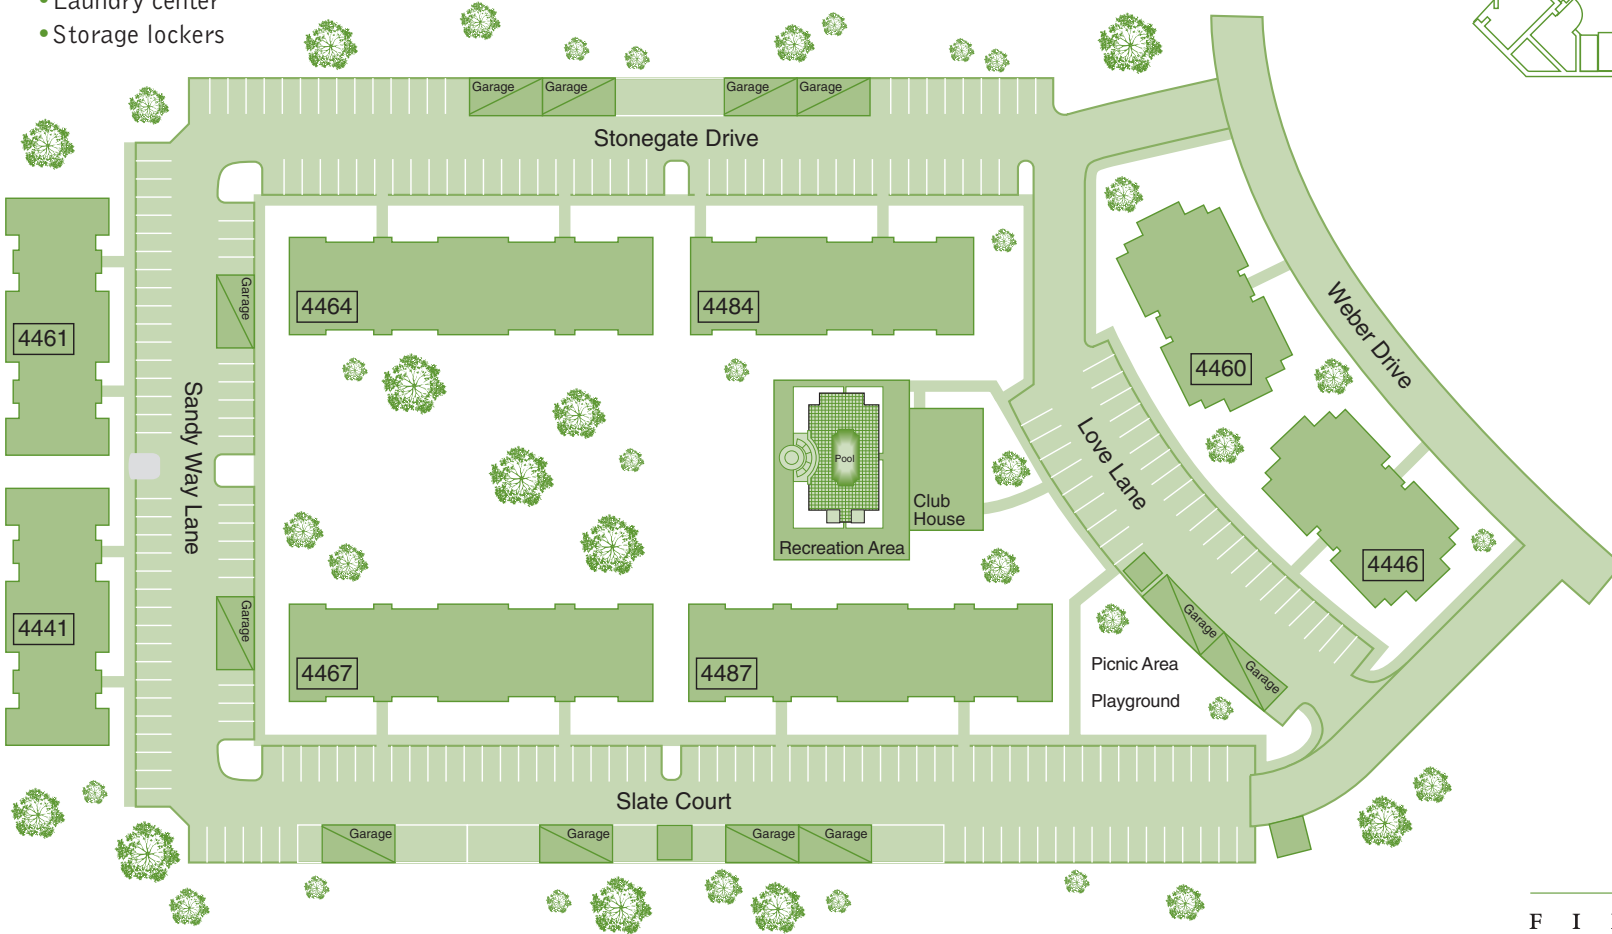 • Laundry center
• Storage lockers
Garage
Garage
Garage
Garage
Stonegate Drive
Garage
4464
4484
4461
4460
Weber Drive
Sandy Way Lane
Love Lane
Pool
Club
House
Recreation Area
4446
Garage
4441
4467
4487
Garage
Garage
Picnic Area
Playground
Slate Court
Garage
Garage
Garage
Garage
F I